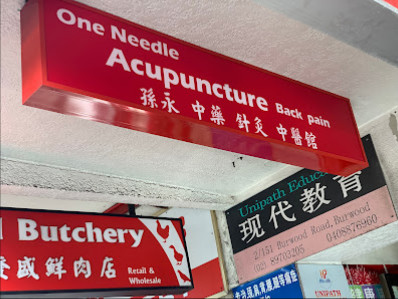 One Needle
Acupuncture Back pain
孫永 中藥 針灸 中醫館
Unipath
现代教育
2/151 Burwood Road, Burwood
0408876960
Butchery
盛鮮肉店
Retail &
Wholesale